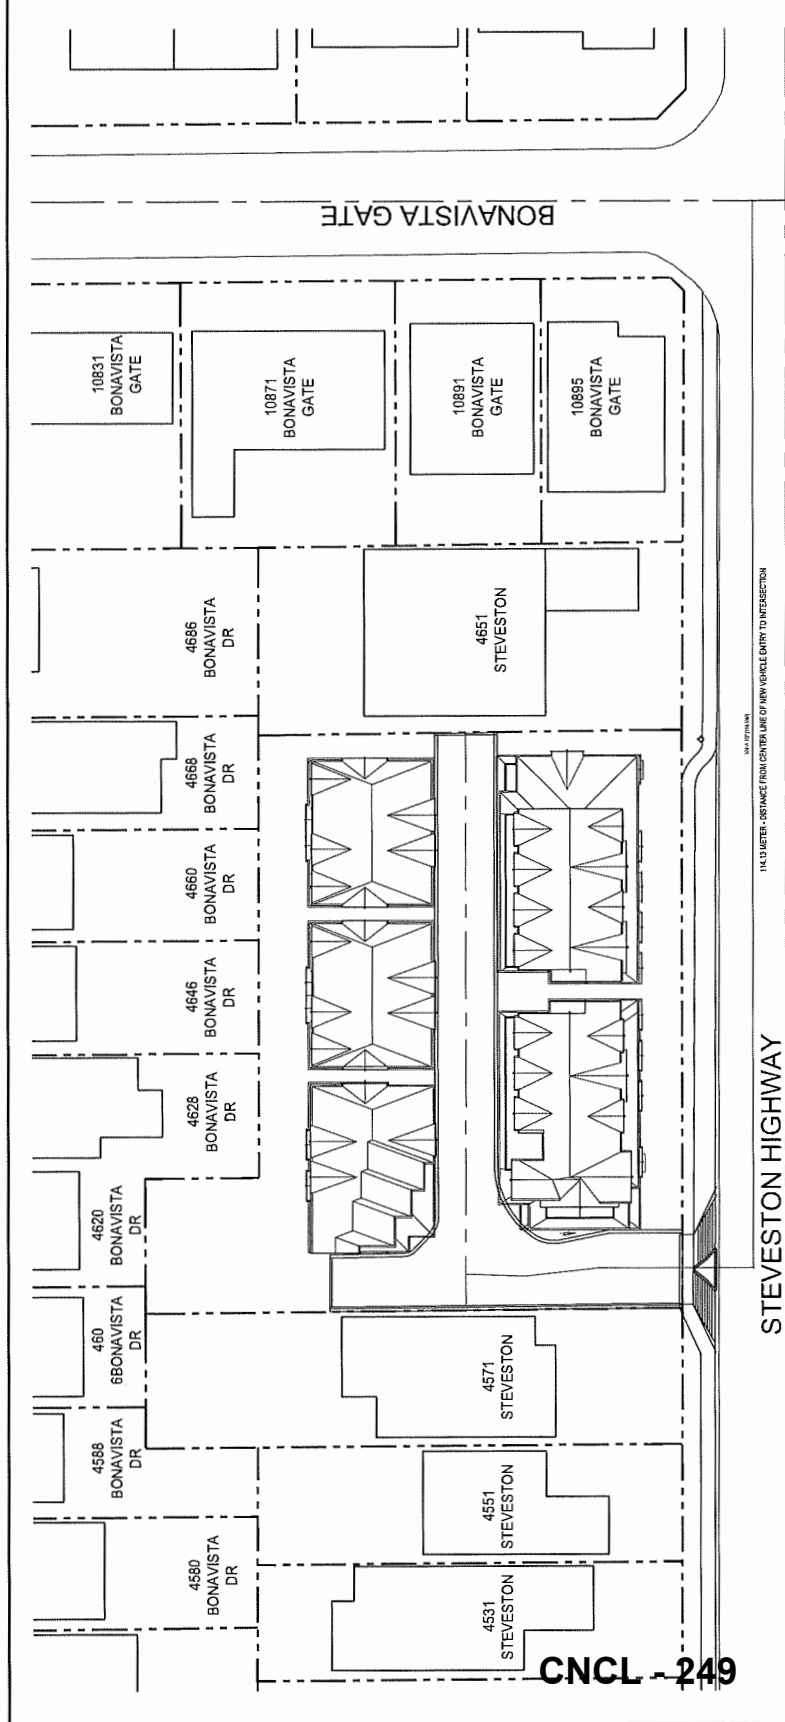 BONAVISTA GATE
10831
BONAVISTA
GATE
10871
BONAVISTA
GATE
10891
BONAVISTA
GATE
10895
BONAVISTA
GATE
4686
BONAVISTA
DR
4651
STEVESTON
4668
BONAVISTA
DR
4660
BONAVISTA
DR
4646
BONAVISTA
DR
4628
BONAVISTA
DR
4620
BONAVISTA
DR
460
6BONAVISTA
DR
4588
BONAVISTA
DR
4580
BONAVISTA
DR
4571
STEVESTON
4551
STEVESTON
4531
STEVESTON
114.13 METER - DISTANCE FROM CENTER LINE OF NEW VEHICLE ENTRY TO INTERSECTION
STEVESTON HIGHWAY
CNCL - 249